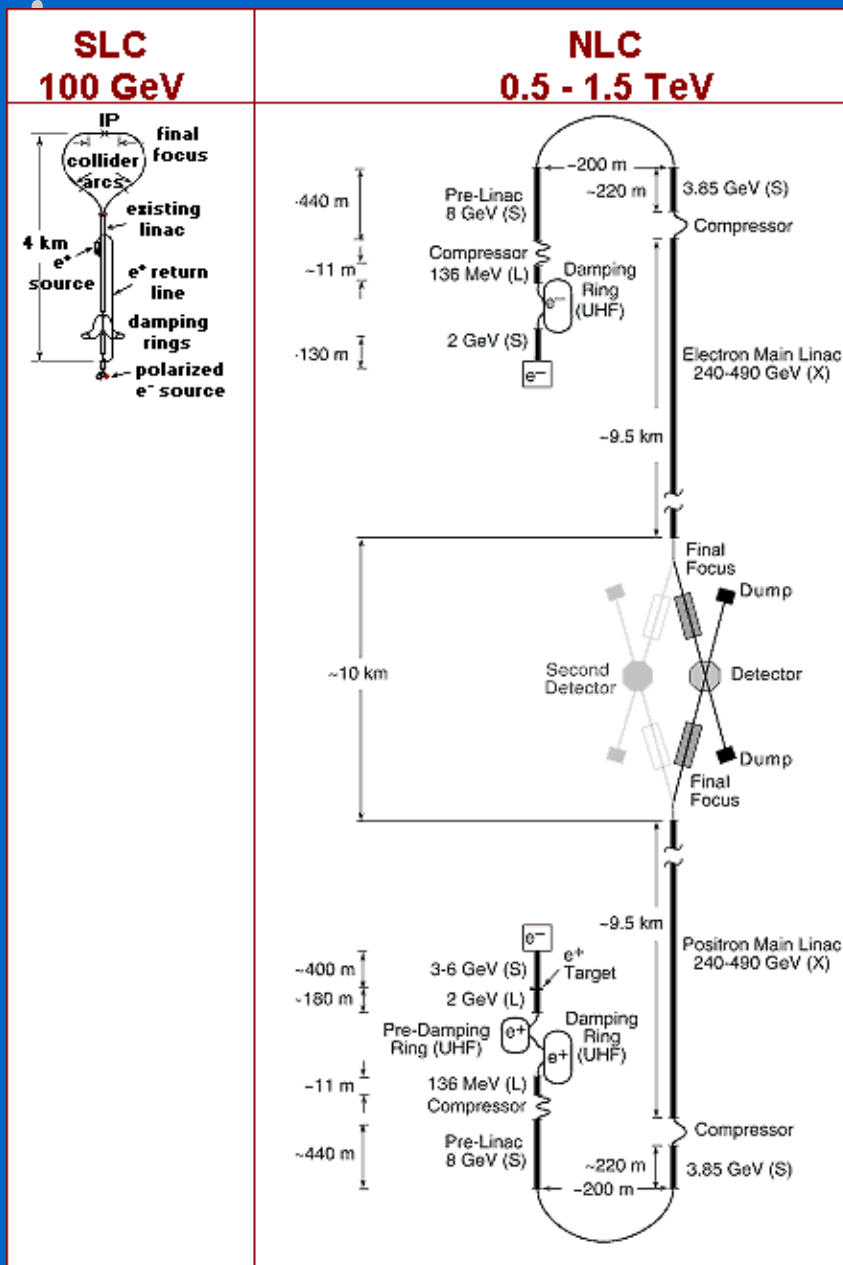 SLC
100 GeV
NLC
0.5 - 1.5 TeV
IP
final
focus
collider
arcs
existing
linac
4 km
e+
source
e+ return
line
damping
rings
polarized
e- source
~200 m
-440 m
Pre-Linac
8 GeV (S)
~220 m
3.85 GeV (S)
Compressor
Compressor
~11 m
136 MeV (L)
Damping
Ring
(UHF)
e−
2 GeV (S)
-130 m
e−
Electron Main Linac
240-490 GeV (X)
~9.5 km
Final
Focus
Dump
~10 km
Second
Detector
Detector
Dump
Final
Focus
~9.5 km
e−
Positron Main Linac
240-490 GeV (X)
~400 m
3-6 GeV (S)
e+
Target
~180 m
2 GeV (L)
Pre-Damping
Ring (UHF)
e+
Damping
Ring
(UHF)
e+
~11 m
136 MeV (L)
Compressor
Compressor
~440 m
Pre-Linac
8 GeV (S)
~220 m
3.85 GeV (S)
~200 m